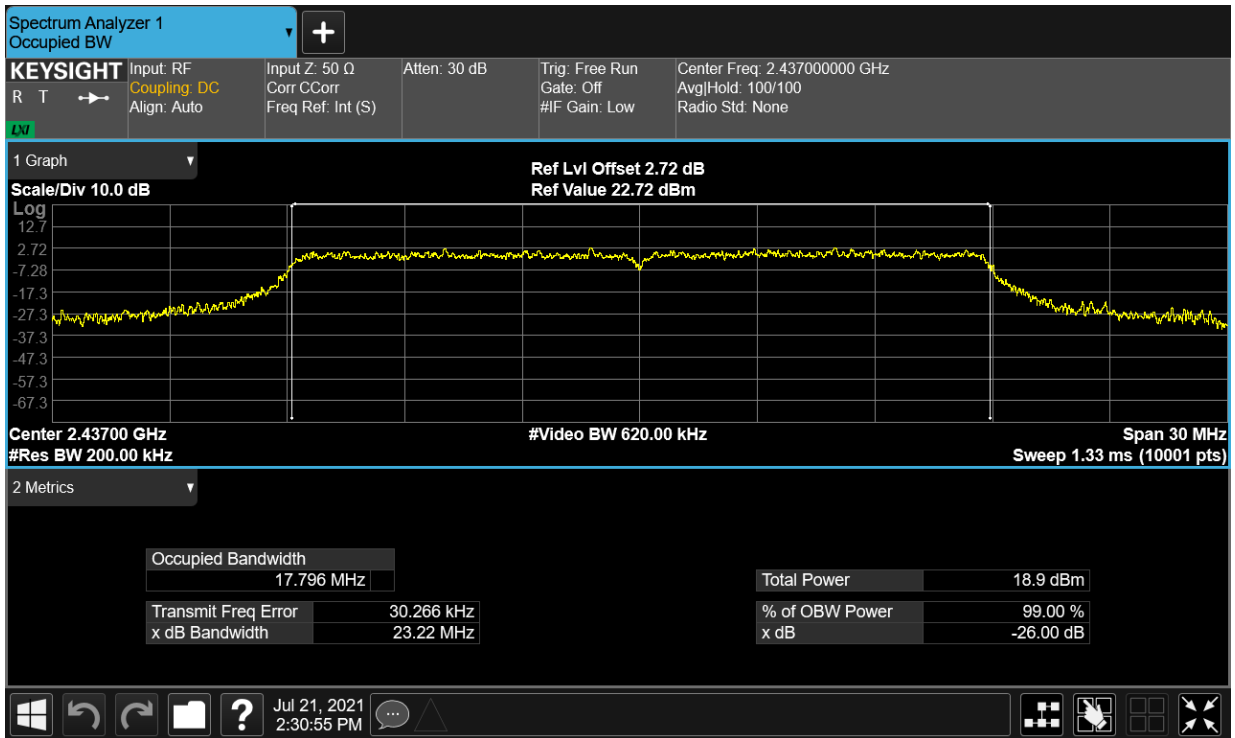 Spectrum Analyzer 1
Occupied BW
KEYSIGHT
R T
LXI
Input: RF
Coupling: DC
Align: Auto
Input Z: 50 Ω
Corr CCorr
Freq Ref: Int (S)
Atten: 30 dB
Trig: Free Run
Gate: Off
#IF Gain: Low
Center Freq: 2.437000000 GHz
Avg|Hold: 100/100
Radio Std: None
1 Graph
Scale/Div 10.0 dB
Ref Lvl Offset 2.72 dB
Ref Value 22.72 dBm
Log
12.7
2.72
-7.28
-17.3
-27.3
-37.3
-47.3
-57.3
-67.3
Center 2.43700 GHz
#Video BW 620.00 kHz
Span 30 MHz
#Res BW 200.00 kHz
Sweep 1.33 ms (10001 pts)
2 Metrics
Occupied Bandwidth
17.796 MHz
Transmit Freq Error 30.266 kHz
x dB Bandwidth 23.22 MHz
Total Power 18.9 dBm
% of OBW Power 99.00 %
x dB -26.00 dB
?
Jul 21, 2021
2:30:55 PM